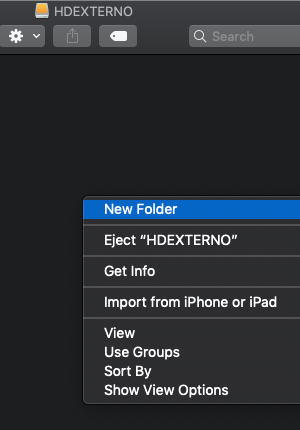 HDEXTERNO
Search
New Folder
Eject “HDEXTERNO”
Get Info
Import from iPhone or iPad
View
Use Groups
Sort By
Show View Options